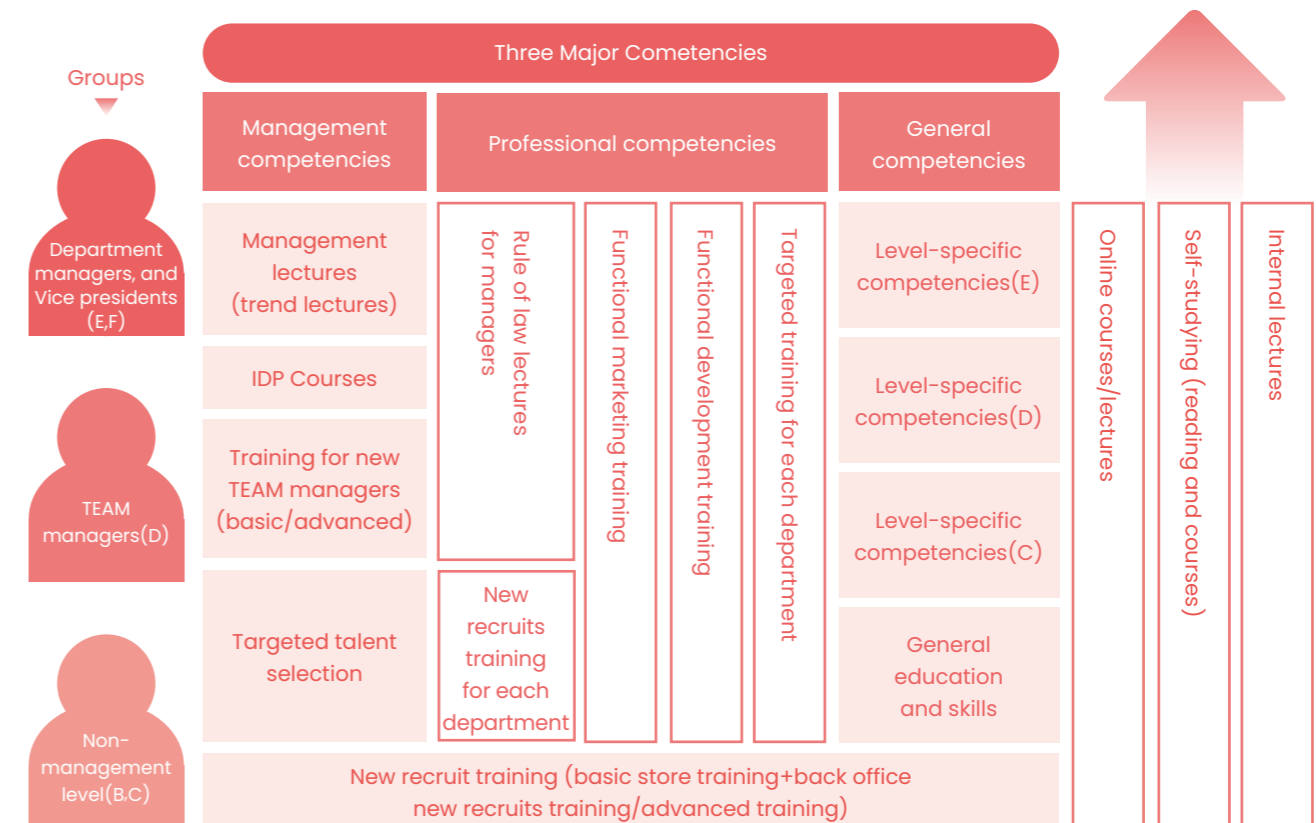 Three Major Cometencies
Groups
Management
competencies
Professional competencies
General
competencies
Department
managers, and
Vice presidents
(E,F)
Management
lectures
(trend lectures)
IDP Courses
Training for new
TEAM managers
(basic/advanced)
Targeted talent
selection
TEAM
managers(D)
Non-
management
level(B,C)
Rule of law lectures
for managers
New
recruits
training
for each
department
Functional marketing training
Functional development training
Targeted training for each department
Level-specific
competencies(E)
Level-specific
competencies(D)
Level-specific
competencies(C)
General
education
and skills
New recruit training (basic store training+back office
new recruits training/advanced training)
Online courses/lectures
Self-studying (reading and courses)
Internal lectures